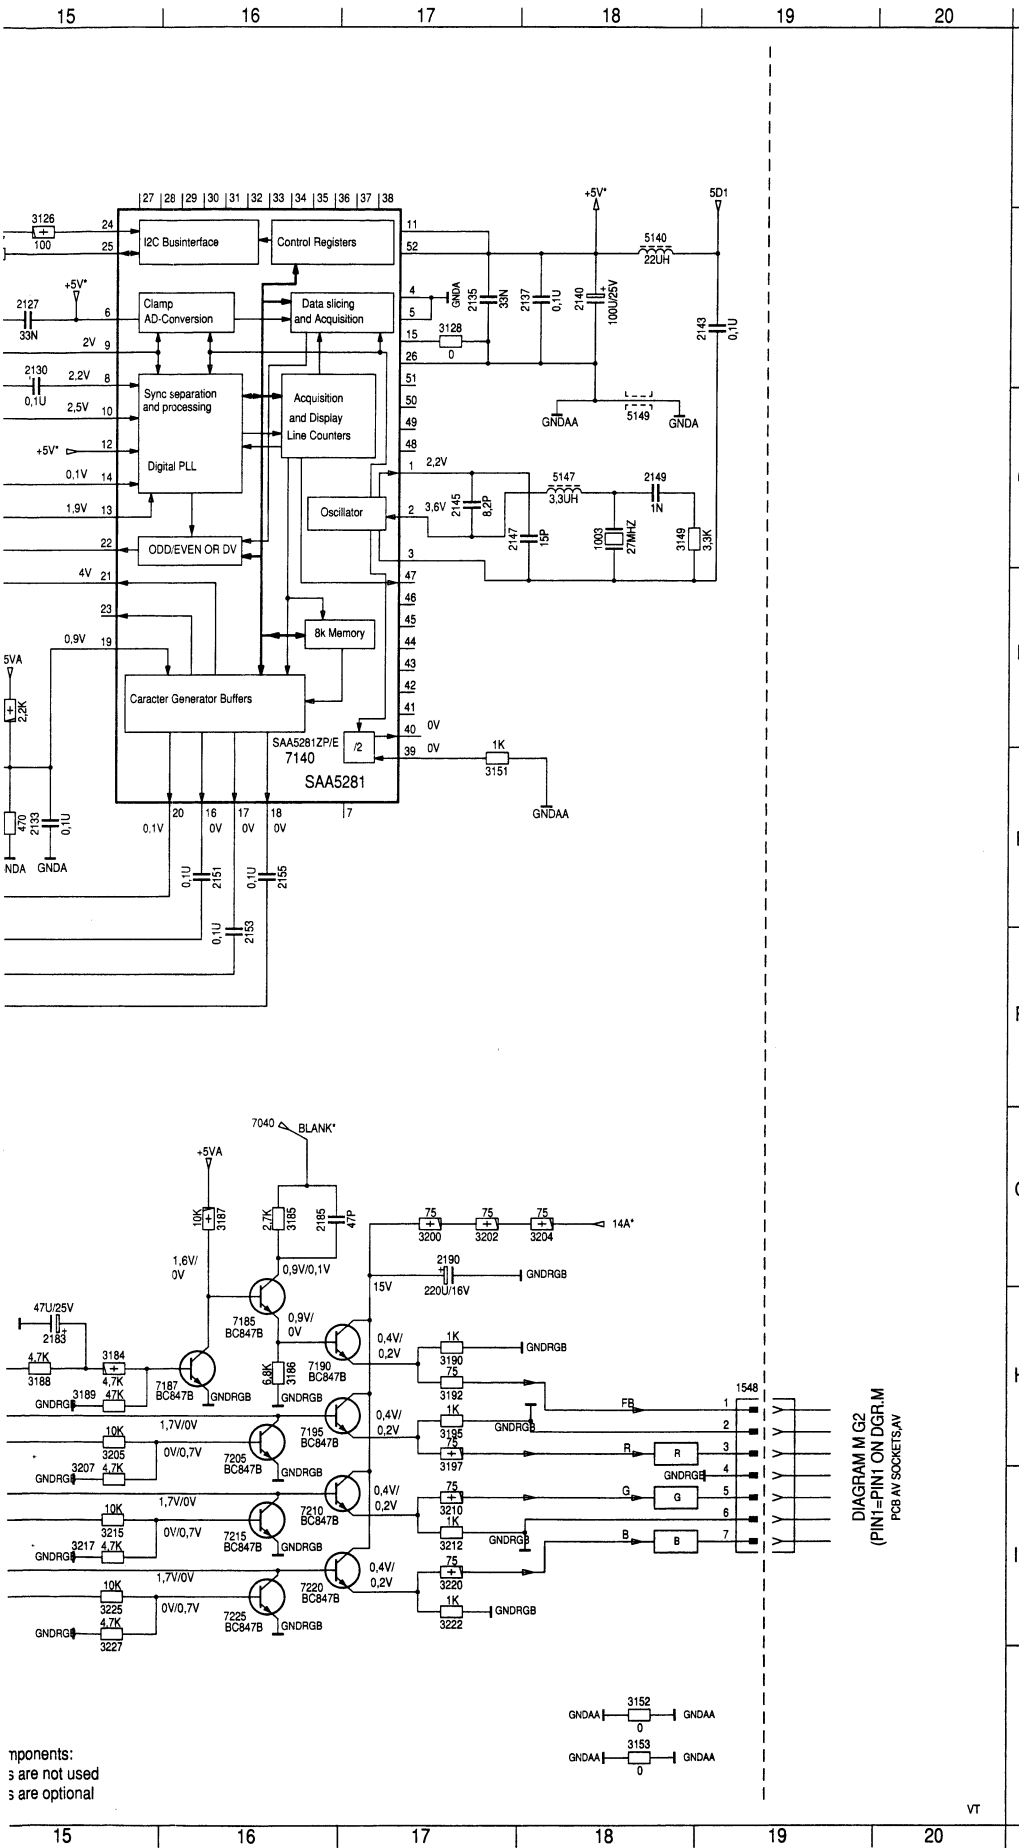 15 16 17 18 19 20
27 28 29 30 31 32 33 34 35 36 37 38
+5V* 5D1
3126 24 11
100 25 I2C Businterface Control Registers 52
5140
22UH
+5V*
2127 6 Clamp AD-Conversion Data slicing and Acquisition 4 GNDA
33N 5
2135 33N 2137 0,1U 2140 100U/25V
2143 0,1U
15 3128
0
2V 9 26
2130 2,2V 8 51
0,1U
Sync separation and processing
Acquisition and Display Line Counters
50
2,5V 10 49
GNDAA 5149 GNDA
+5V* 12 48
Digital PLL
0,1V 14 1 2,2V
5147 3,3UH 2149 1N
1,9V 13 Oscillator 2 3,6V
2145 8,2P 2147 15P 1003 27MHZ 3149 3,3K
22 ODD/EVEN OR DV 3
4V 21 47
46
23 45
8k Memory
0,9V 19 44
5VA 43
2,2K Caracter Generator Buffers 42
41
40 0V
SAA5281ZP/E /2 39 0V 1K
7140 3151
SAA5281
GNDAA
20 16 17 18 7
0,1V 0V 0V 0V
470 2133 0,1U
NDA GNDA
0,1U 2151 0,1U 2155
0,1U 2153
7040 BLANK*
+5VA
10K 3187 2,7K 3185 2185 47P
75 75 75
3200 3202 3204 14A*
1,6V/
0V
0,9V/0,1V 15V 2190 GNDRGB
220U/16V
47U/25V 7185 0,9V/
2183 BC847B 0V
0,4V/ 1K GNDRGB
0,2V 3190
4,7K 3184 7187 6,8K 3186 7190 75
3188 4,7K BC847B BC847B 3192
GNDRGB 3189 47K GNDRGB GNDRGB
1548
FB 1
1,7V/0V 7195 0,4V/ 1K GNDRGB 2
BC847B 0,2V 3195
10K 0V/0,7V 7205 75 R R 3
3205 BC847B 3197
GNDRGB 3207 4,7K GNDRGB GNDRGB 4
1,7V/0V 7210 0,4V/ 75 G G 5
BC847B 0,2V 3210
10K 0V/0,7V 7215 1K GNDRGB 6
3215 BC847B 3212
GNDRGB 3217 4,7K GNDRGB B B 7
1,7V/0V 7220 0,4V/ 75
BC847B 0,2V 3220
10K 0V/0,7V 7225 1K GNDRGB
3225 BC847B 3222
GNDRGB 4,7K GNDRGB
3227
DIAGRAM M G2
(PIN1=PIN1 ON DGR.M
PCB AV SOCKETS,AV
GNDAA 3152 GNDAA
0
GNDAA 3153 GNDAA
0
mponents:
s are not used
s are optional
VT
15 16 17 18 19 20